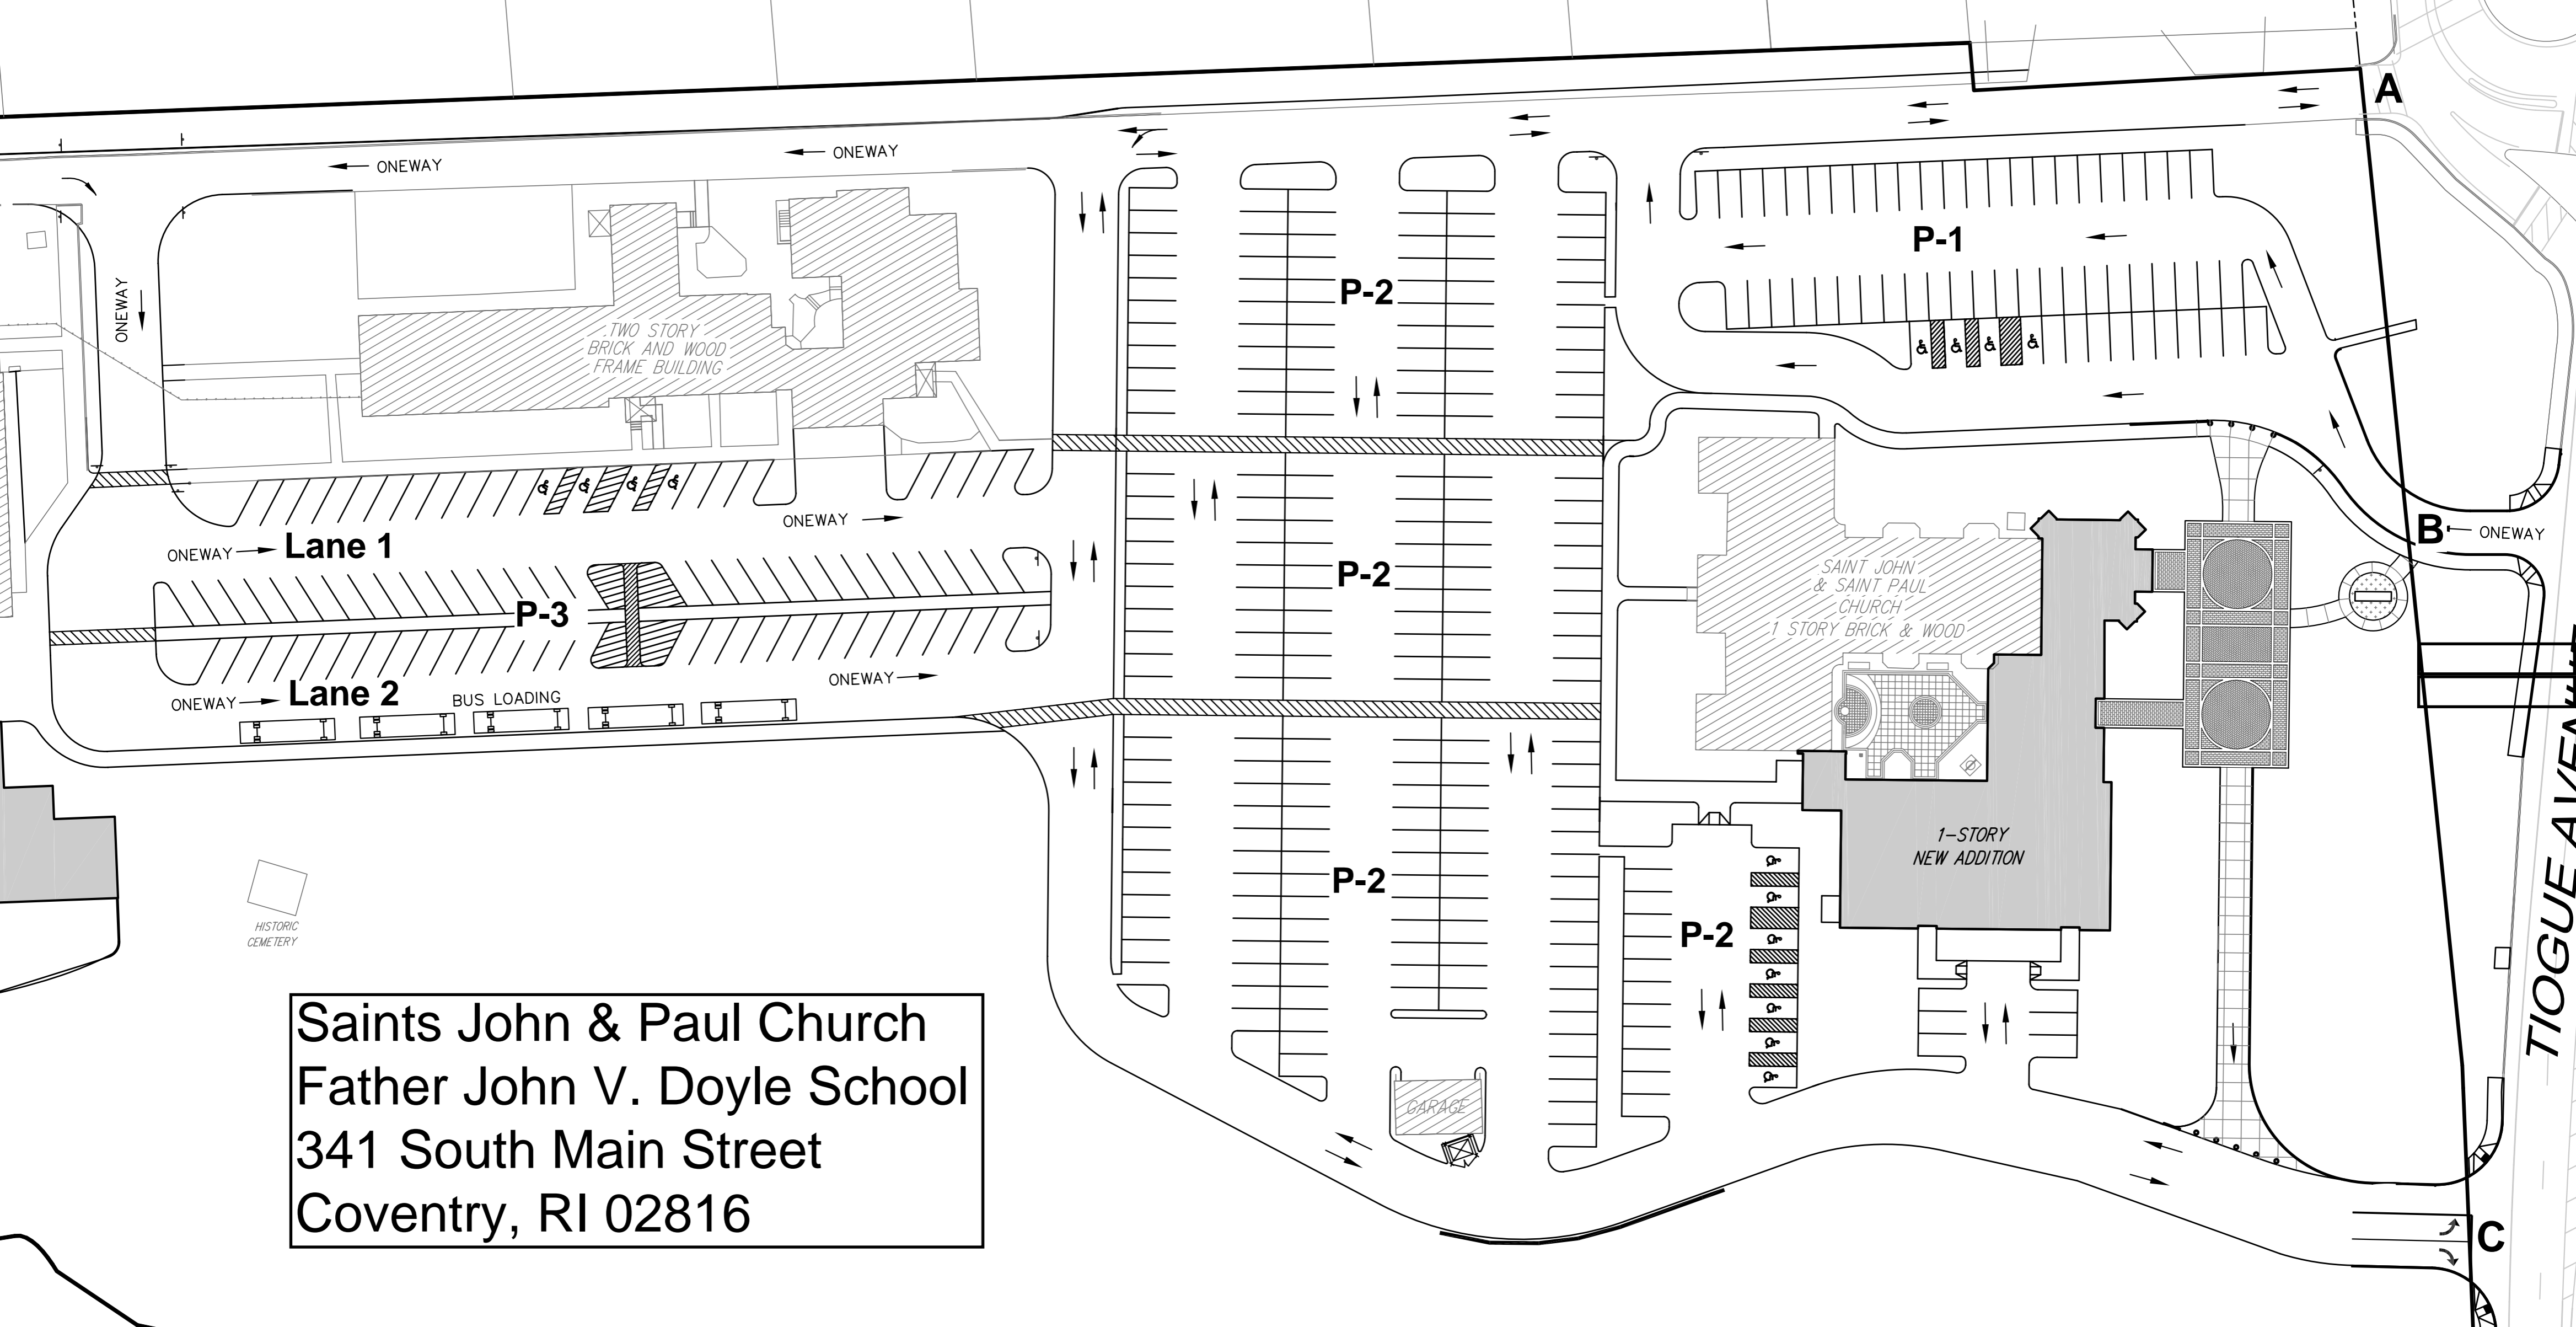 A
ONEWAY
ONEWAY
ONEWAY
P-1
P-2
TWO STORY
BRICK AND WOOD
FRAME BUILDING
ONEWAY
ONEWAY
Lane 1
B
ONEWAY
P-2
SAINT JOHN
& SAINT PAUL
CHURCH
1 STORY BRICK & WOOD
P-3
ONEWAY
ONEWAY
Lane 2
BUS LOADING
1-STORY
NEW ADDITION
P-2
P-2
HISTORIC
CEMETERY
TIOGUE AVENUE
GARAGE
Saints John & Paul Church
Father John V. Doyle School
341 South Main Street
Coventry, RI 02816
C